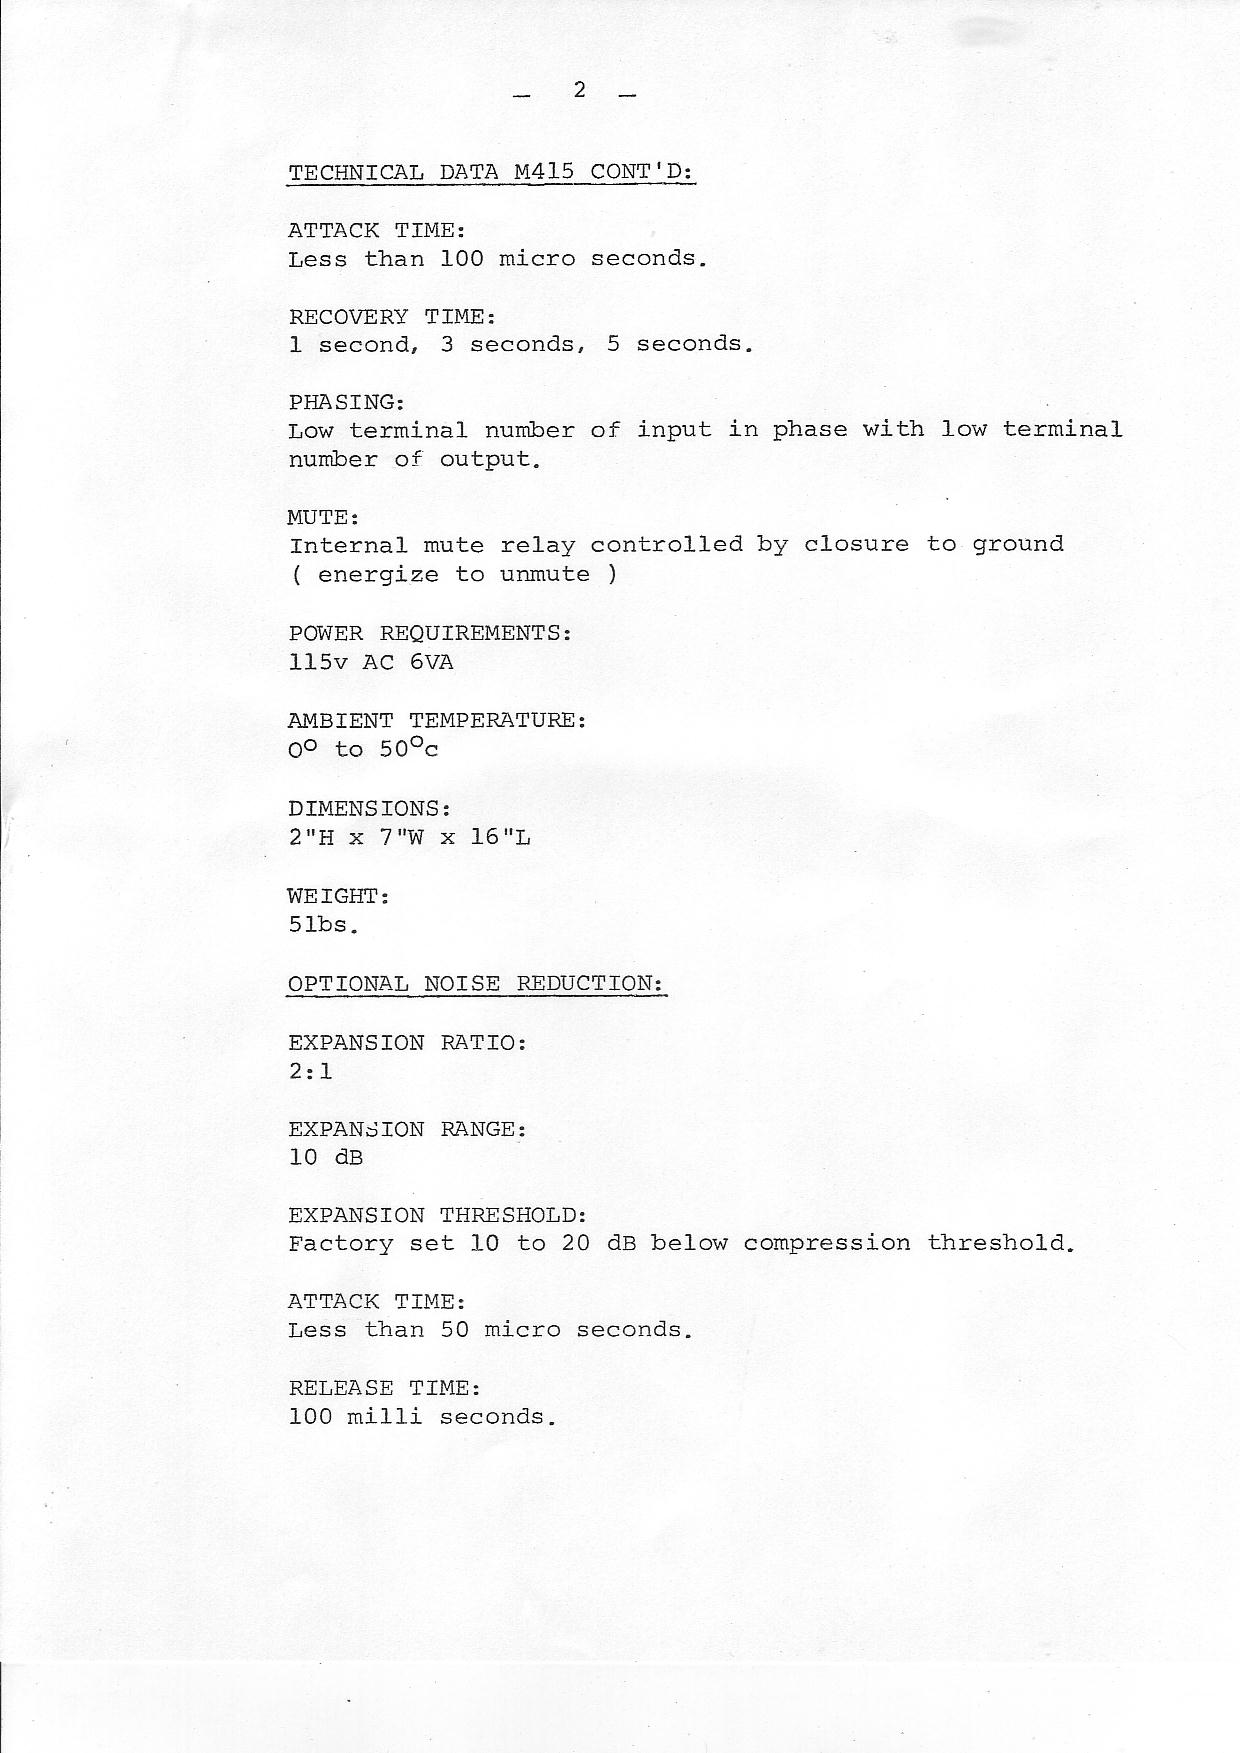 _ 2 _
TECHNICAL DATA M415 CONT'D:
ATTACK TIME:
Less than 100 micro seconds.
RECOVERY TIME:
1 second, 3 seconds, 5 seconds.
PHASING:
Low terminal number of input in phase with low terminal
number of output.
MUTE:
Internal mute relay controlled by closure to ground
( energize to unmute )
POWER REQUIREMENTS:
115v AC 6VA
AMBIENT TEMPERATURE:
0° to 50°c
DIMENSIONS:
2"H x 7"W x 16"L
WEIGHT:
5lbs.
OPTIONAL NOISE REDUCTION:
EXPANSION RATIO:
2:1
EXPANSION RANGE:
10 dB
EXPANSION THRESHOLD:
Factory set 10 to 20 dB below compression threshold.
ATTACK TIME:
Less than 50 micro seconds.
RELEASE TIME:
100 milli seconds.